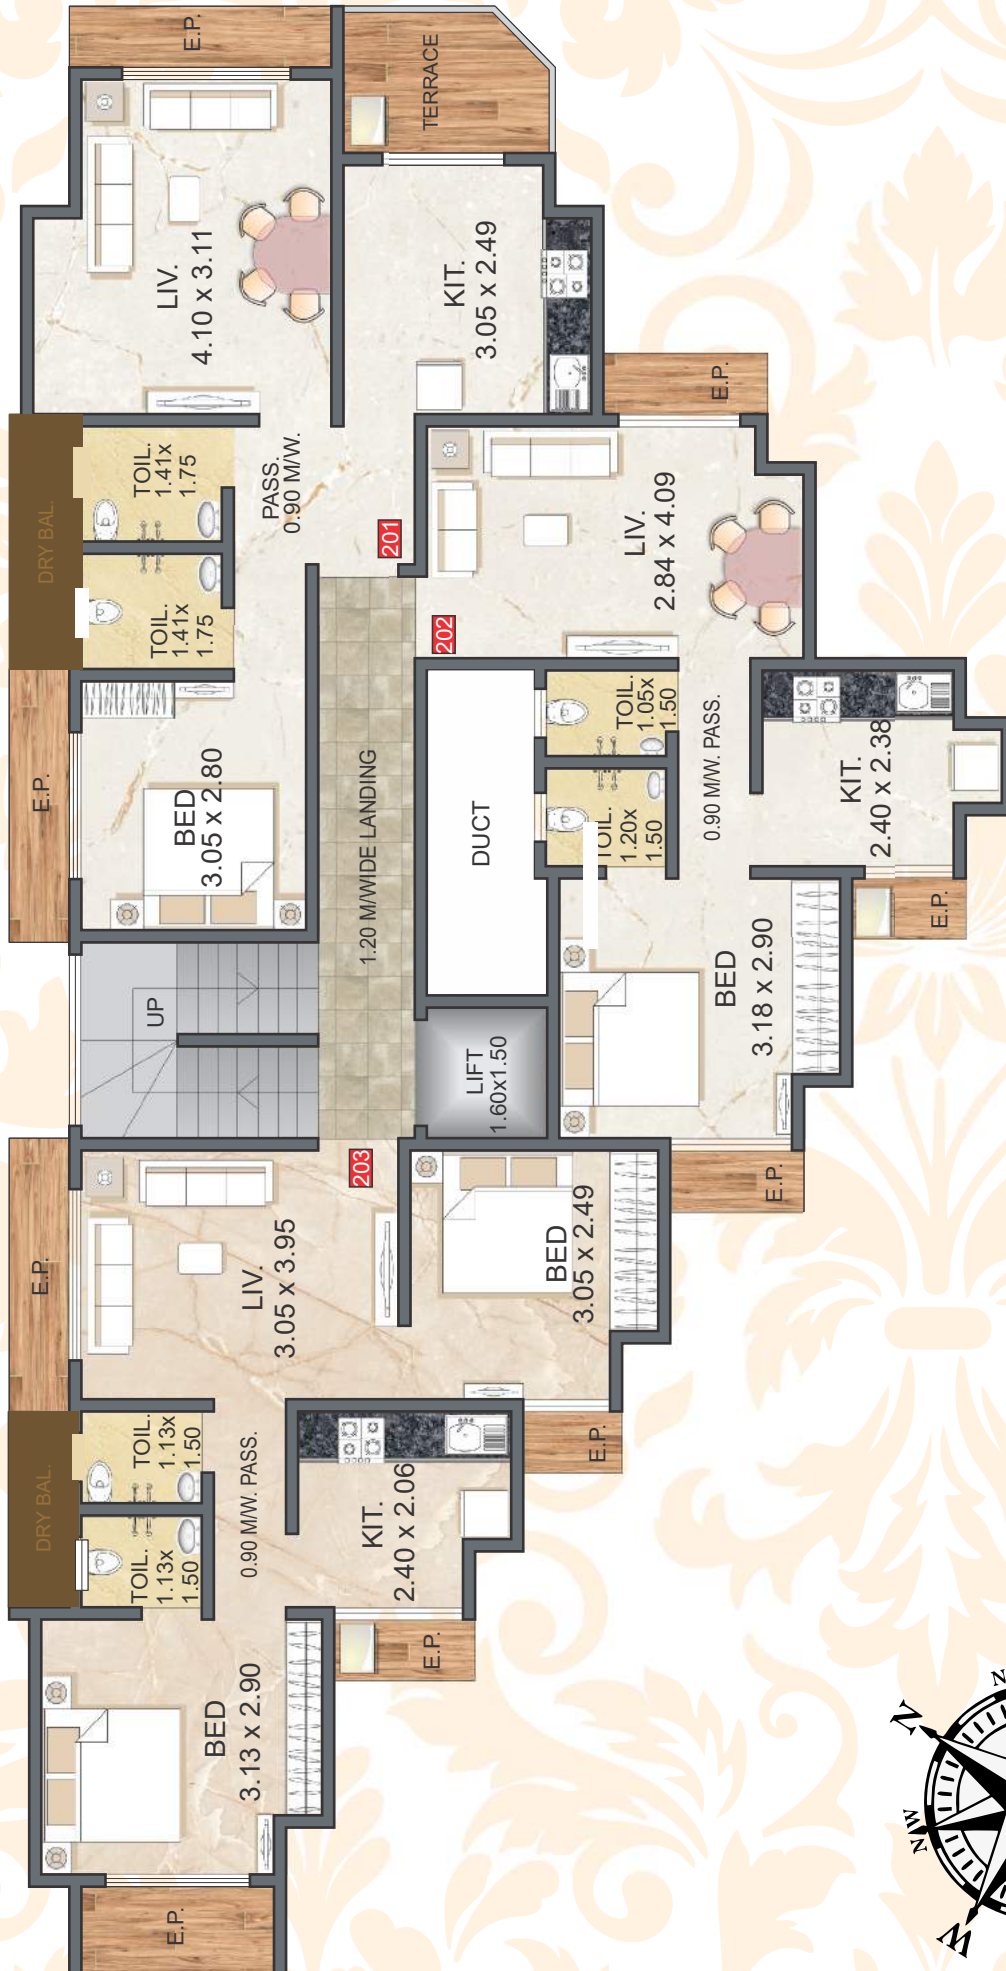 E.P.
TERRACE
LIV.
4.10 x 3.11
KIT.
3.05 x 2.49
E.P.
DRY BAL.
TOIL.
1.41x
1.75
TOIL.
1.41x
1.75
PASS.
0.90 M/W.
201
202
LIV.
2.84 x 4.09
E.P.
BED
3.05 x 2.80
1.20 M/WIDE LANDING
DUCT
TOIL.
1.05x
1.50
TOIL.
1.20x
1.50
0.90 M/W. PASS.
KIT.
2.40 x 2.38
E.P.
UP
LIFT
1.60x1.50
BED
3.18 x 2.90
E.P.
203
E.P.
LIV.
3.05 x 3.95
BED
3.05 x 2.49
E.P.
DRY BAL.
TOIL.
1.13x
1.50
TOIL.
1.13x
1.50
0.90 M/W. PASS.
KIT.
2.40 x 2.06
E.P.
BED
3.13 x 2.90
E.P.
N
N
NW
W